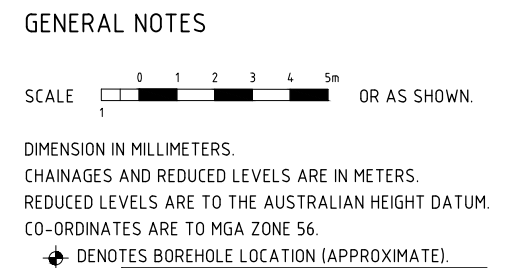 GENERAL NOTES
0 1 2 3 4 5m
SCALE OR AS SHOWN.
1
DIMENSION IN MILLIMETERS.
CHAINAGES AND REDUCED LEVELS ARE IN METERS.
REDUCED LEVELS ARE TO THE AUSTRALIAN HEIGHT DATUM.
CO-ORDINATES ARE TO MGA ZONE 56.
DENOTES BOREHOLE LOCATION (APPROXIMATE).